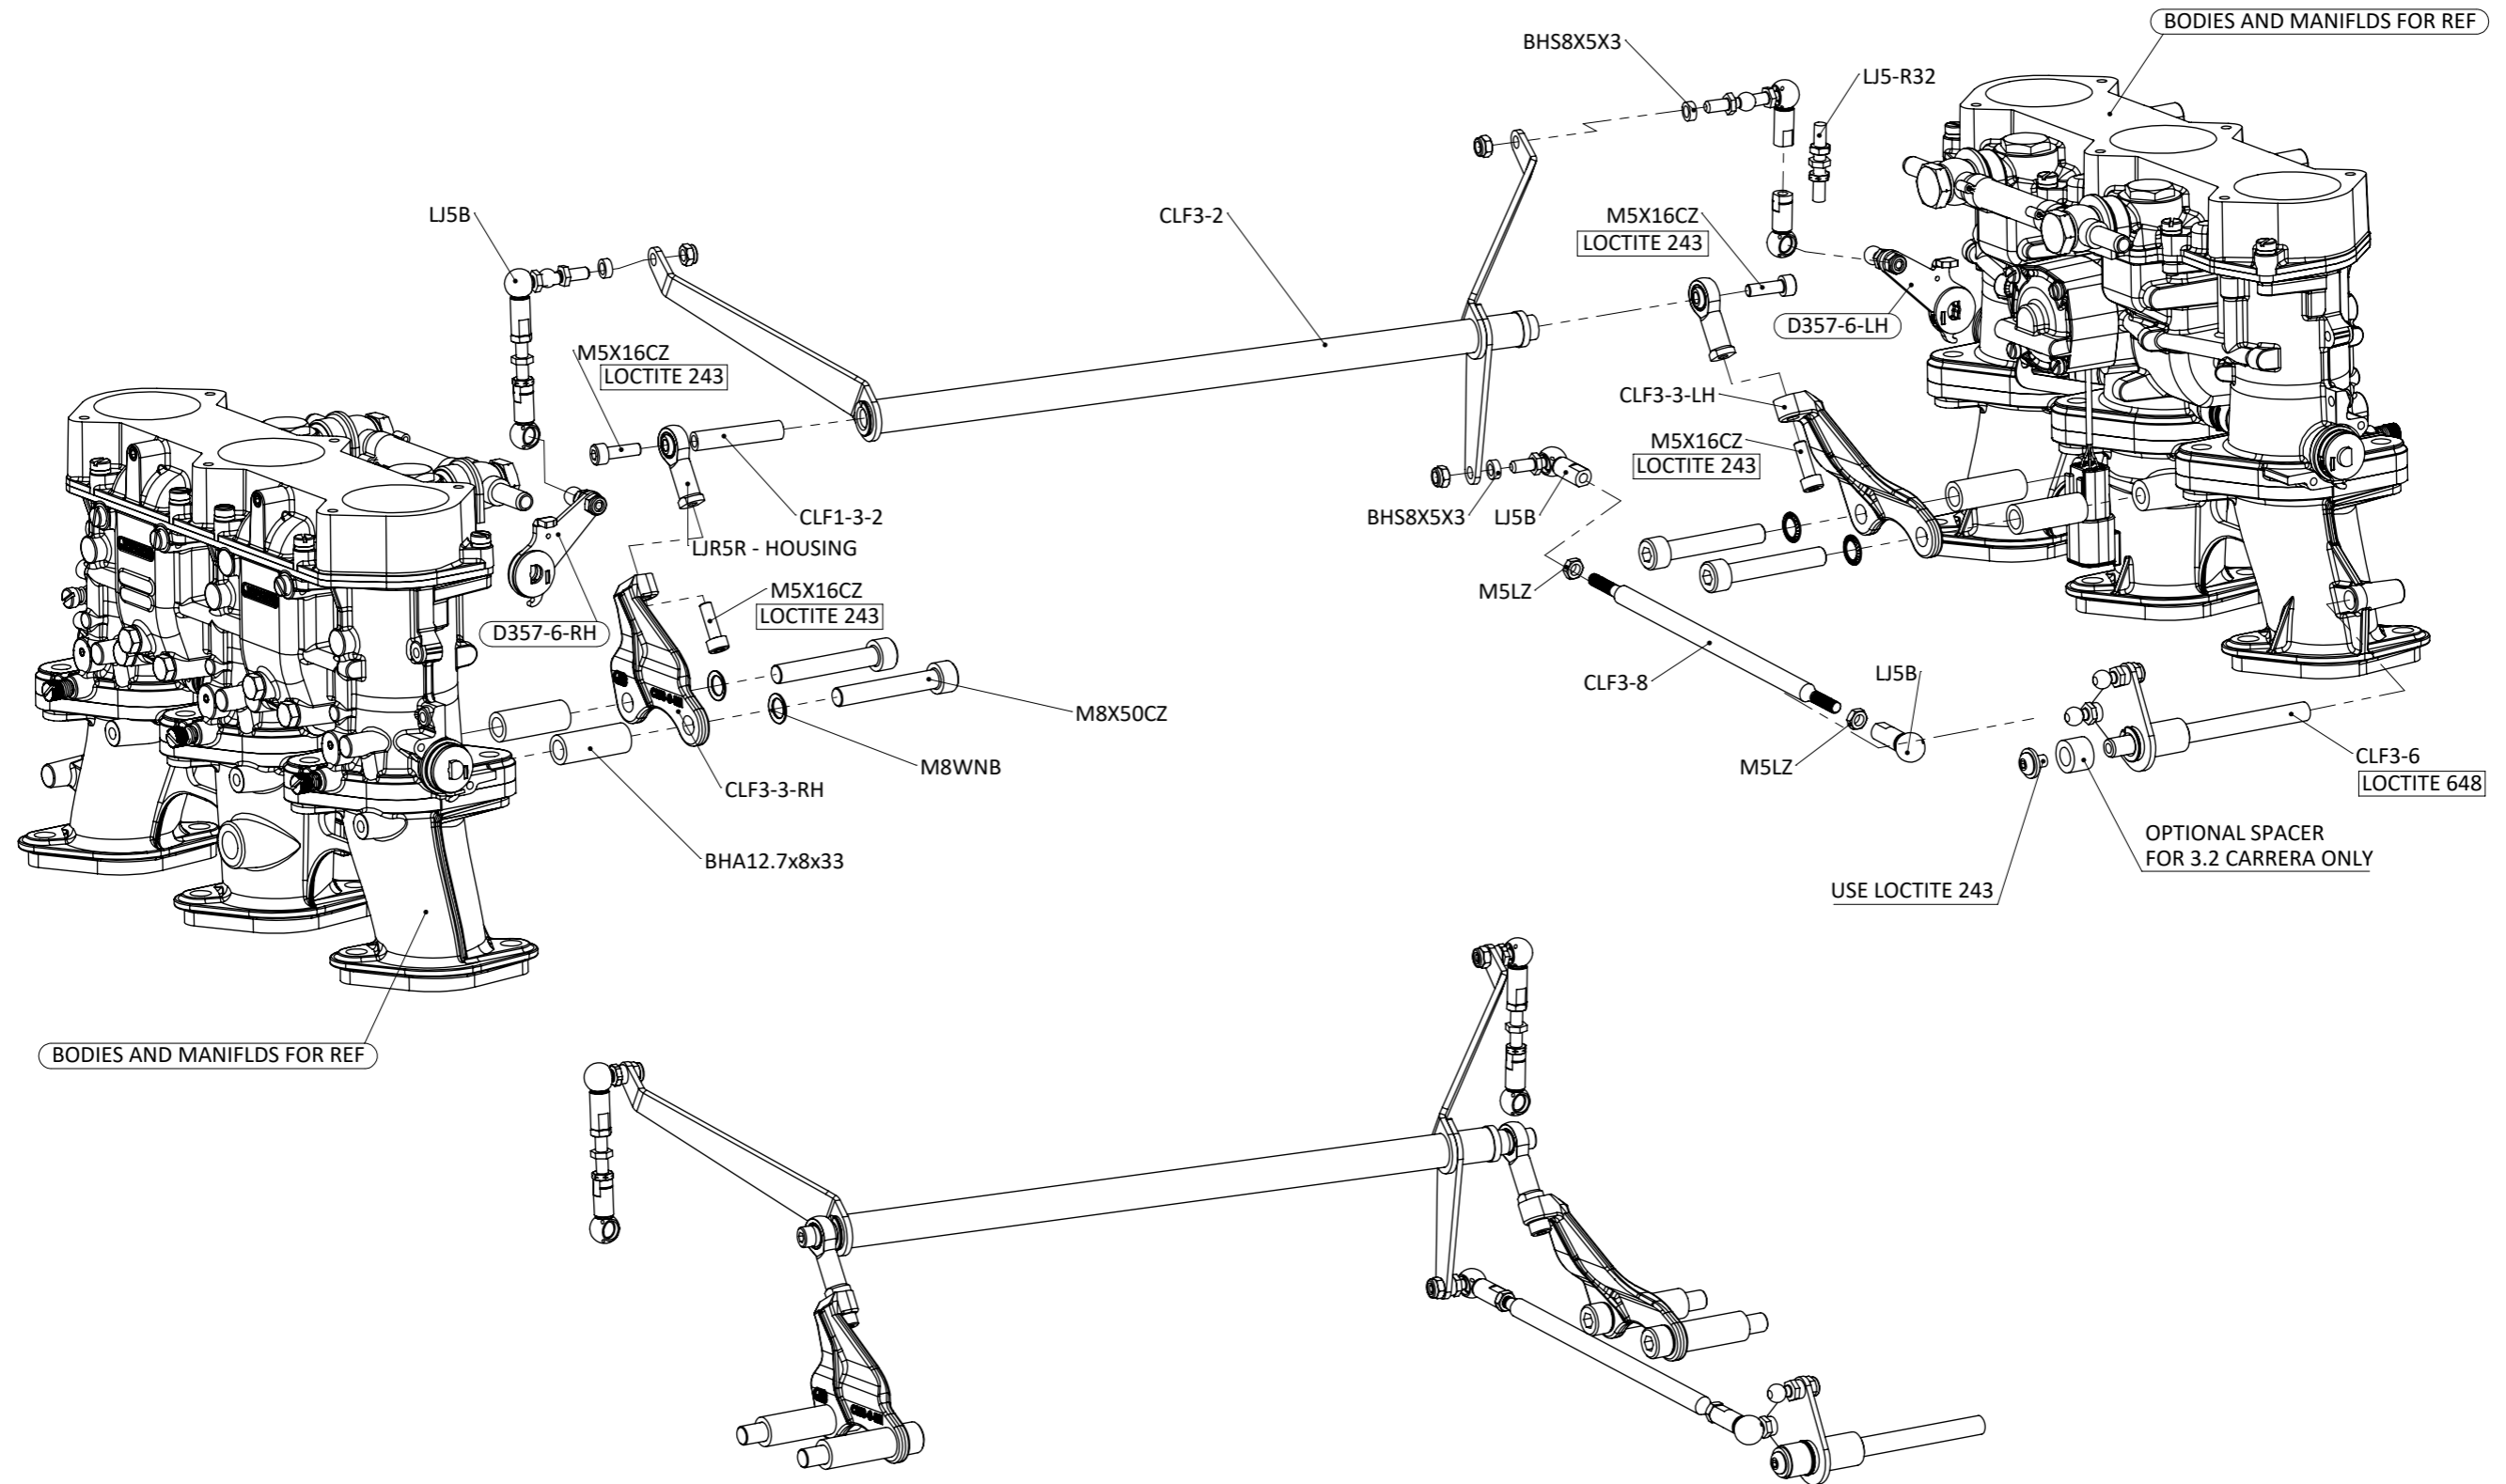 BODIES AND MANIFLDS FOR REF
BHS8X5X3
LJ5-R32
LJ5B
CLF3-2
M5X16CZ
LOCTITE 243
D357-6-LH
M5X16CZ
LOCTITE 243
CLF3-3-LH
M5X16CZ
LOCTITE 243
CLF1-3-2
BHS8X5X3
LJ5B
LJR5R - HOUSING
M5X16CZ
LOCTITE 243
M5LZ
D357-6-RH
CLF3-8
LJ5B
M8X50CZ
M8WNB
M5LZ
CLF3-6
LOCTITE 648
CLF3-3-RH
OPTIONAL SPACER
FOR 3.2 CARRERA ONLY
BHA12.7x8x33
USE LOCTITE 243
BODIES AND MANIFLDS FOR REF